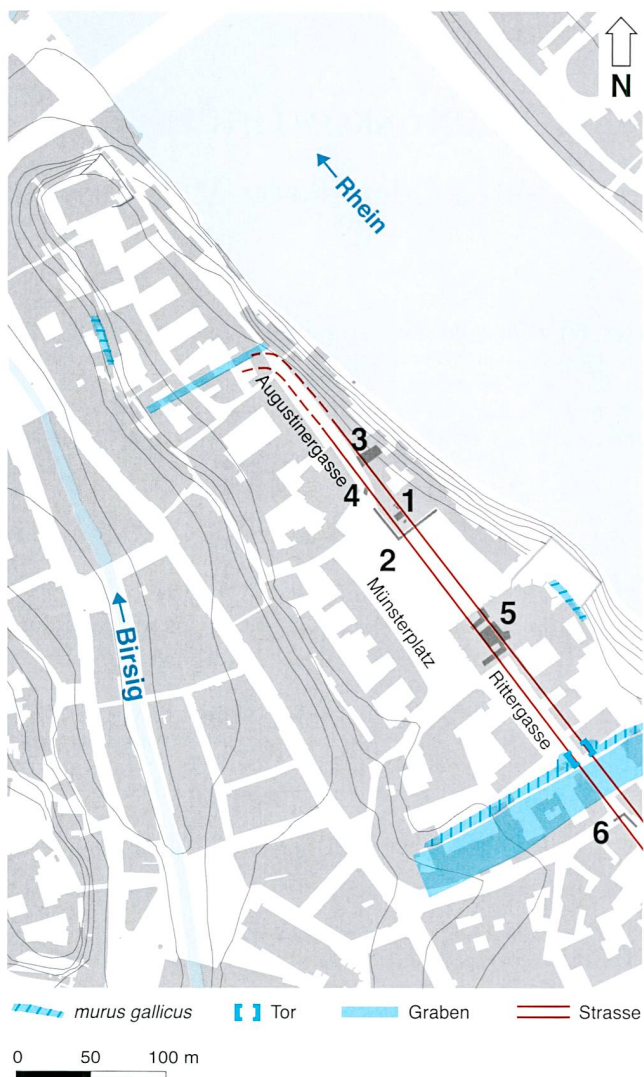 N
Rhein
Augustinergasse
3
4
1
2
Münsterplatz
5
Birsig
Rittergasse
6
murus gallicus
Tor
Graben
Strasse
0 50 100 m